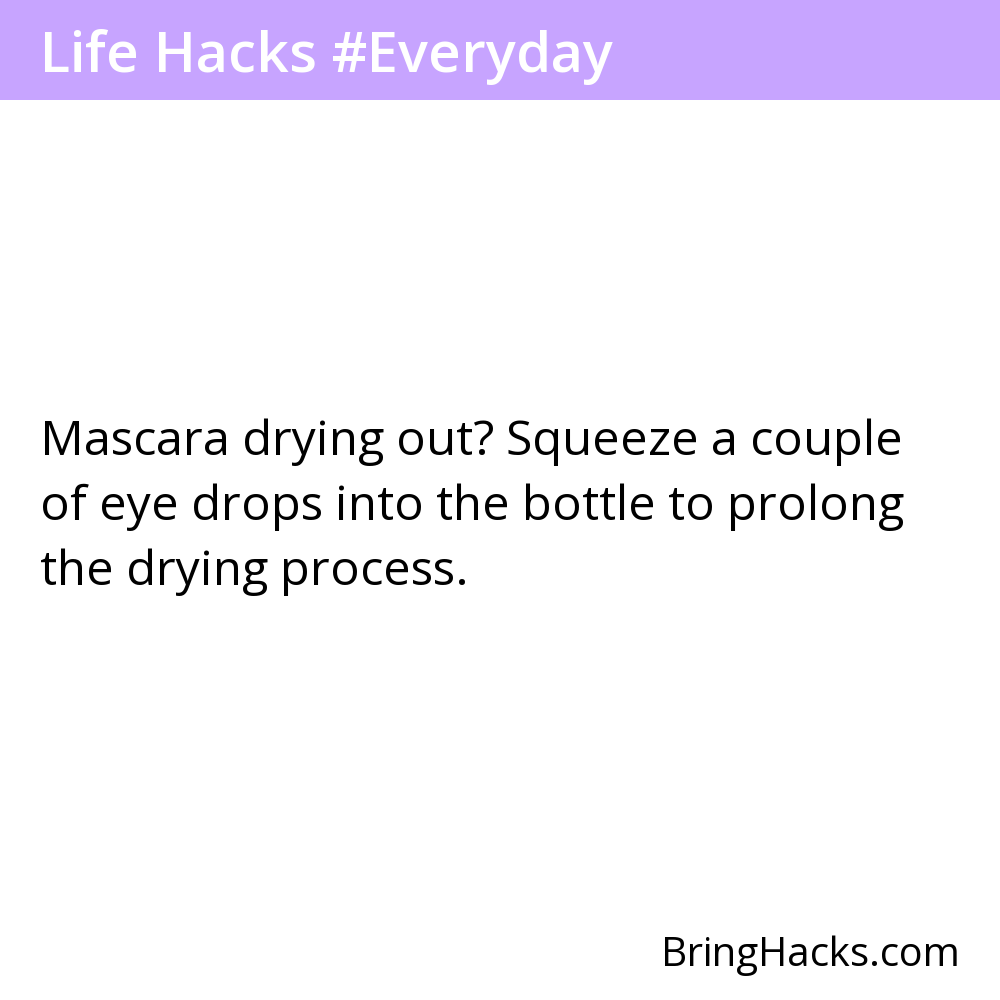 Life Hacks #Everyday
Mascara drying out? Squeeze a couple
of eye drops into the bottle to prolong
the drying process.
BringHacks.com